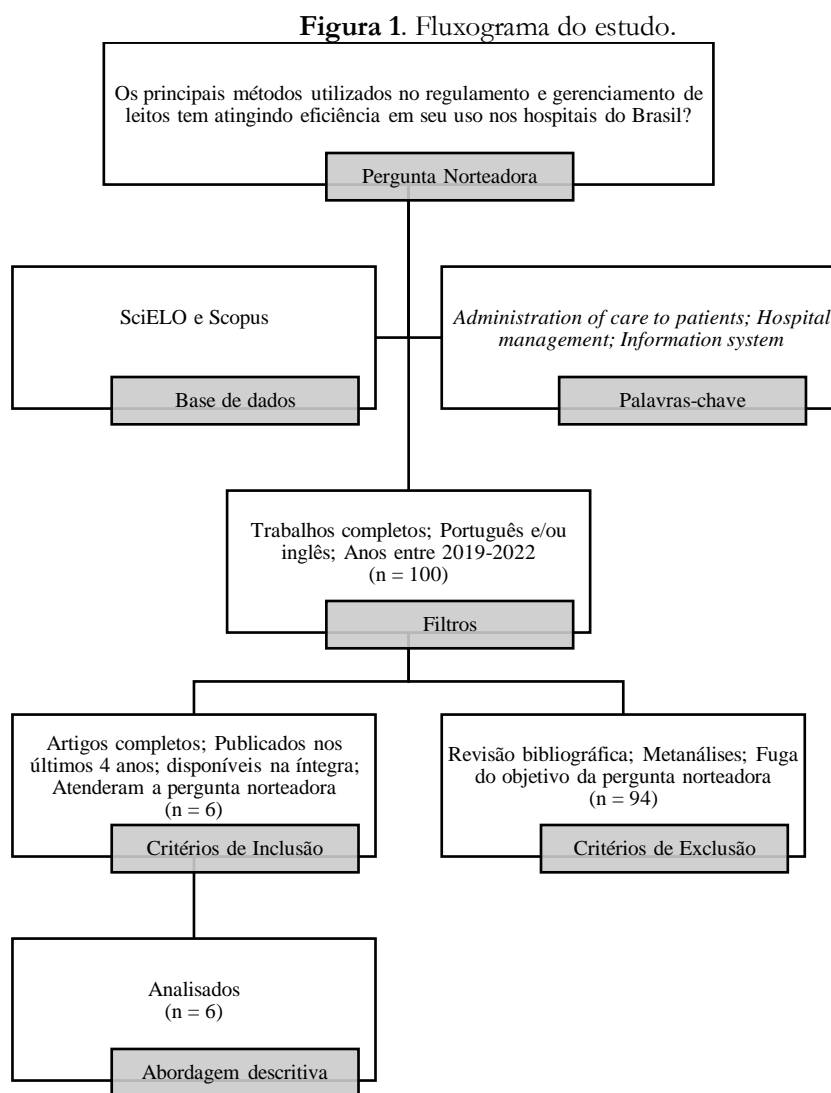 Figura 1. Fluxograma do estudo.
Os principais métodos utilizados no regulamento e gerenciamento de
leitos tem atingindo eficiência em seu uso nos hospitais do Brasil?
Pergunta Norteadora
SciELO e Scopus
Base de dados
Administration of care to patients; Hospital
management; Information system
Palavras-chave
Trabalhos completos; Português e/ou
inglês; Anos entre 2019-2022
(n = 100)
Filtros
Artigos completos; Publicados nos
últimos 4 anos; disponíveis na íntegra;
Atenderam a pergunta norteadora
(n = 6)
Critérios de Inclusão
Revisão bibliográfica; Metanálises; Fuga
do objetivo da pergunta norteadora
(n = 94)
Critérios de Exclusão
Analisados
(n = 6)
Abordagem descritiva